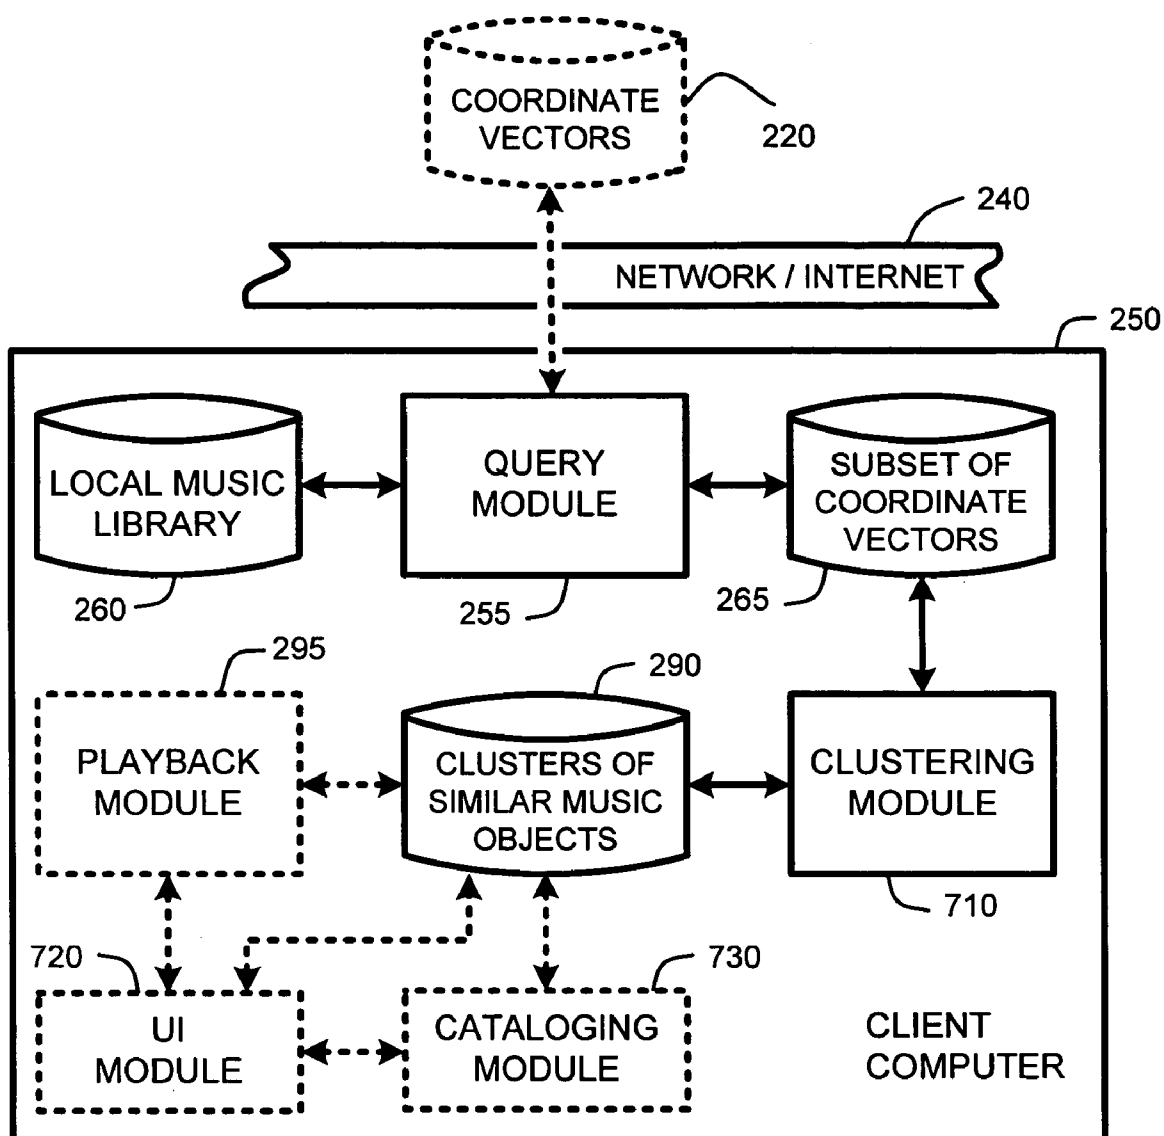 COORDINATE
VECTORS
220
240
NETWORK / INTERNET
250
LOCAL MUSIC
LIBRARY
QUERY
MODULE
SUBSET OF
COORDINATE
VECTORS
260
255
265
295
290
PLAYBACK
MODULE
CLUSTERS OF
SIMILAR MUSIC
OBJECTS
CLUSTERING
MODULE
710
720
730
UI
MODULE
CATALOGING
MODULE
CLIENT
COMPUTER